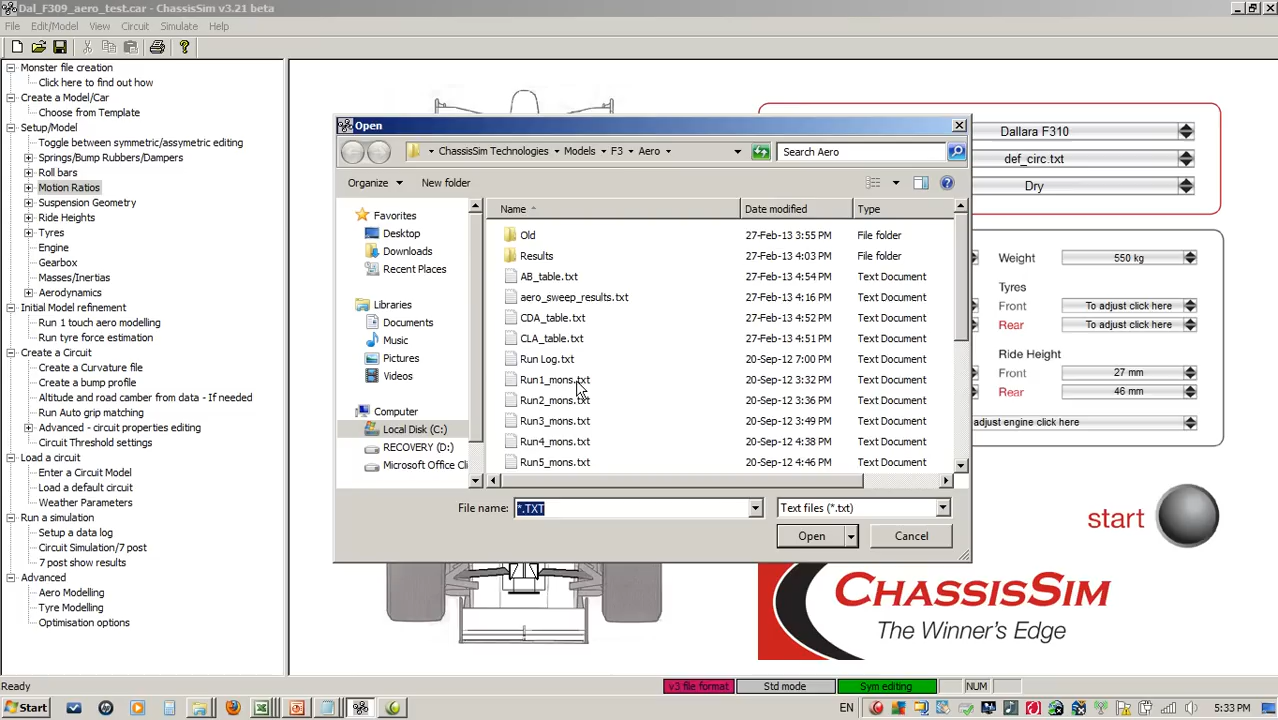 Dal_F309_aero_test.car - ChassisSim v3.21 beta
File Edit/Model View Circuit Simulate Help
Monster file creation
Click here to find out how
Create a Model/Car
Choose from Template
Setup/Model
Toggle between symmetric/assymetric editing
Springs/Bump Rubbers/Dampers
Roll bars
Motion Ratios
Suspension Geometry
Ride Heights
Tyres
Engine
Gearbox
Masses/Inertias
Aerodynamics
Initial Model refinement
Run 1 touch aero modelling
Run tyre force estimation
Create a Circuit
Create a Curvature file
Create a bump profile
Altitude and road camber from data - If needed
Run Auto grip matching
Advanced - circuit properties editing
Circuit Threshold settings
Load a circuit
Enter a Circuit Model
Load a default circuit
Weather Parameters
Run a simulation
Setup a data log
Circuit Simulation/7 post
7 post show results
Advanced
Aero Modelling
Tyre Modelling
Optimisation options
Open
ChassisSim Technologies Models F3 Aero
Search Aero
Organize New folder
Favorites
Desktop
Downloads
Recent Places
Libraries
Documents
Music
Pictures
Videos
Computer
Local Disk (C:)
RECOVERY (D:)
Microsoft Office Cli
Name Date modified Type
Old 27-Feb-13 3:55 PM File folder
Results 27-Feb-13 4:03 PM File folder
AB_table.txt 27-Feb-13 4:54 PM Text Document
aero_sweep_results.txt 27-Feb-13 4:16 PM Text Document
CDA_table.txt 27-Feb-13 4:52 PM Text Document
CLA_table.txt 27-Feb-13 4:51 PM Text Document
Run Log.txt 20-Sep-12 7:00 PM Text Document
Run1_mons.txt 20-Sep-12 3:32 PM Text Document
Run2_mons.txt 20-Sep-12 3:36 PM Text Document
Run3_mons.txt 20-Sep-12 3:49 PM Text Document
Run4_mons.txt 20-Sep-12 4:38 PM Text Document
Run5_mons.txt 20-Sep-12 4:46 PM Text Document
File name: *.TXT Text files (*.txt)
Open Cancel
Dallara F310
def_circ.txt
Dry
Weight 550 kg
Tyres
Front To adjust click here
Rear To adjust click here
Ride Height
Front 27 mm
Rear 46 mm
adjust engine click here
start
CHASSISSIM
The Winner's Edge
Ready v3 file format Std mode Sym editing NUM
Start EN 5:33 PM